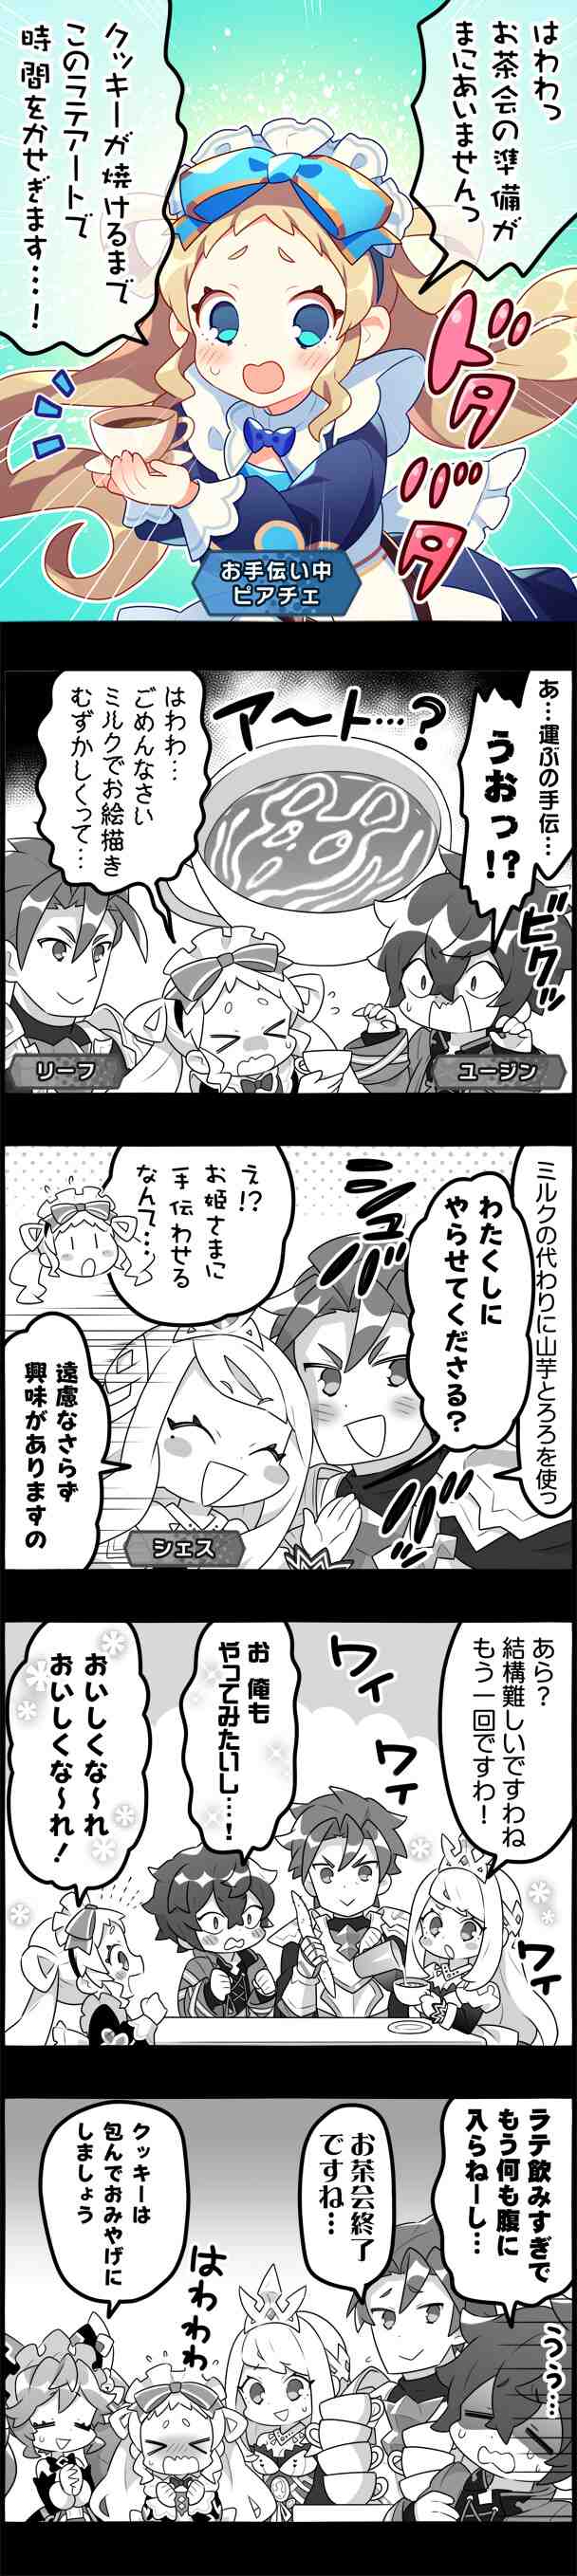 はわわっ
お茶会の準備が
まにあいませんっ
クッキーが焼けるまで
このラテアートで
時間をかせぎます…！
ドタ
バタ
お手伝い中
ピアチェ
あ…運ぶの手伝…
うおっ!?
ア〜ト…？
はわわ…
ごめんなさい
ミルクでお絵描き
むずかしくって…
ビクッ
リーフ
ユージン
ミルクの代わりに山芋とろろを使っ
わたくしに
やらせてくださる？
シュバッ
え!?
お姫さまに
手伝わせる
なんて…
遠慮なさらず
興味がありますの
シェス
あら？
結構難しいですわね
もう一回ですわ！
ワイ
ワイ
ワイ
お 俺も
やってみたいし…！
おいしくな〜れ
おいしくな〜れ！
ラテ飲みすぎで
もう何も腹に
入らねーし…
うぅ…
お茶会終了
ですね…
クッキーは
包んでおみやげに
しましょう
はわわわ